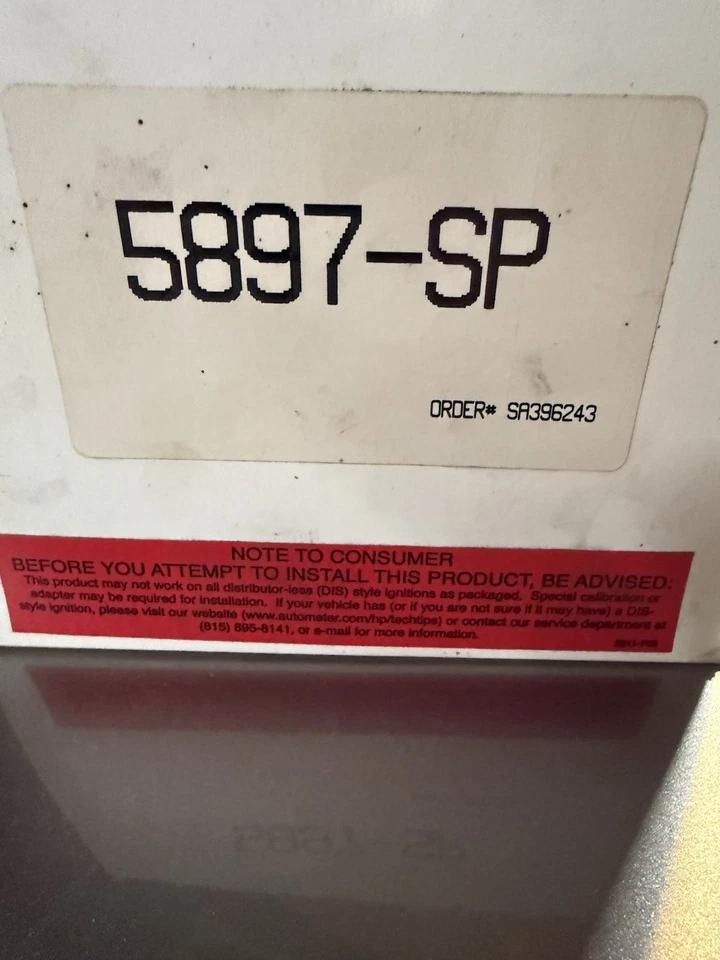 5897-SP
ORDER# SA396243
NOTE TO CONSUMER
BEFORE YOU ATTEMPT TO INSTALL THIS PRODUCT, BE ADVISED:
This product may not work on all distributor-less (DIS) style ignitions as packaged. Special calibration or
adapter may be required for installation. If your vehicle has (or if you are not sure if it may have) a DIS-
style ignition, please visit our website (www.autometer.com/hp/techtips) or contact our service department at
(815) 895-8141, or e-mail for more information.